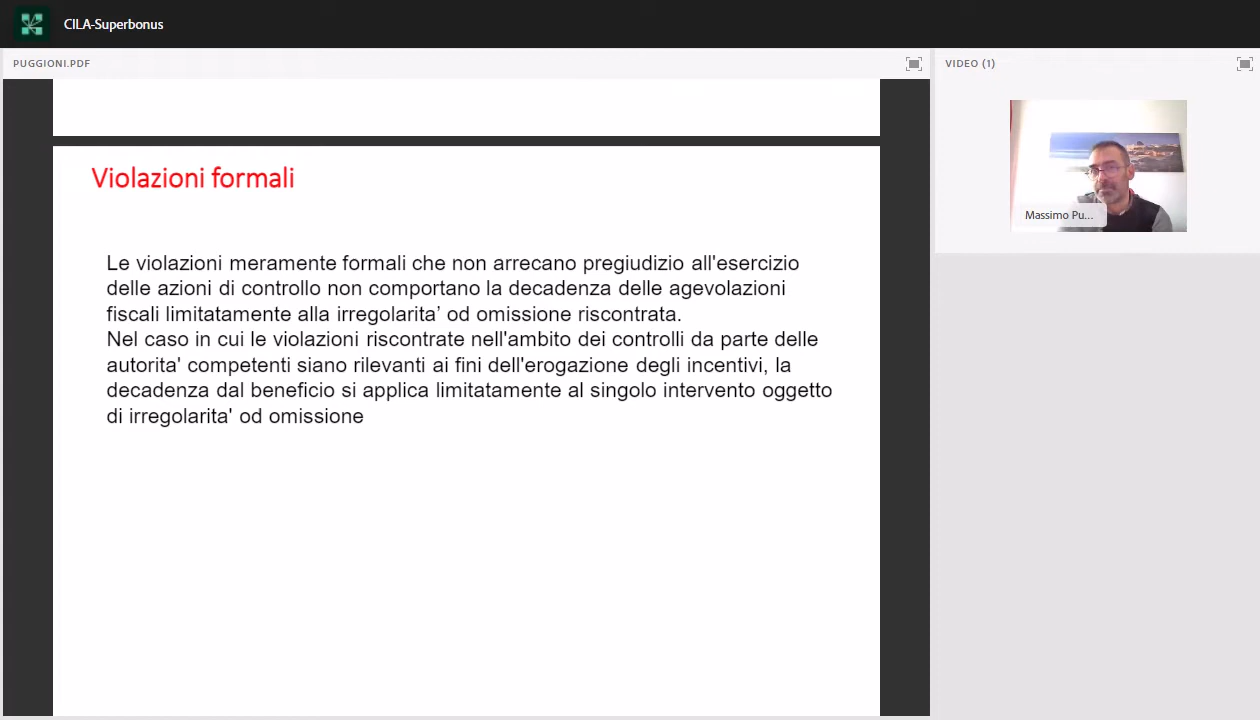 CILA-Superbonus
PUGGIONI.PDF
VIDEO (1)
Violazioni formali
Le violazioni meramente formali che non arrecano pregiudizio all'esercizio
delle azioni di controllo non comportano la decadenza delle agevolazioni
fiscali limitatamente alla irregolarita’ od omissione riscontrata.
Nel caso in cui le violazioni riscontrate nell'ambito dei controlli da parte delle
autorita' competenti siano rilevanti ai fini dell'erogazione degli incentivi, la
decadenza dal beneficio si applica limitatamente al singolo intervento oggetto
di irregolarita' od omissione
Massimo Pu...